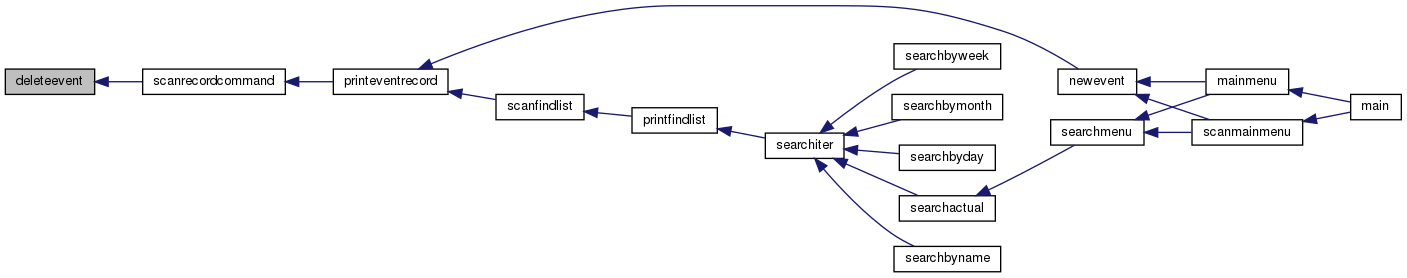 deleteevent
scanrecordcommand
printeventrecord
scanfindlist
printfindlist
searchiter
searchbyweek
searchbymonth
searchbyday
searchactual
searchbyname
newevent
searchmenu
mainmenu
scanmainmenu
main